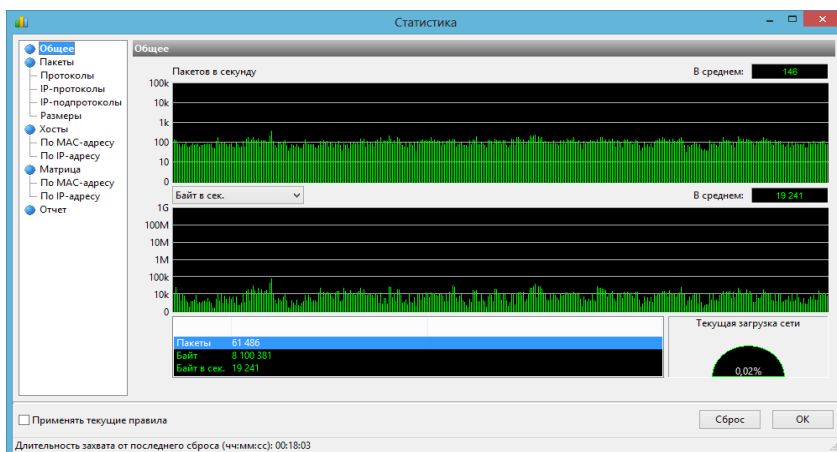 Статистика
Общее
Пакеты
Протоколы
IP-протоколы
IP-подпротоколы
Размеры
Хосты
По MAC-адресу
По IP-адресу
Матрица
По MAC-адресу
По IP-адресу
Отчет
Общее
Пакетов в секунду
В среднем: 146
100k
10k
1k
100
10
0
Байт в сек.
В среднем: 19 241
1G
100M
10M
1M
100k
10k
0
Пакеты 61 486
Байт 8 100 381
Байт в сек. 19 241
Текущая загрузка сети
0,02%
Применять текущие правила
Сброс
OK
Длительность захвата от последнего сброса (чч:мм:сс): 00:18:03